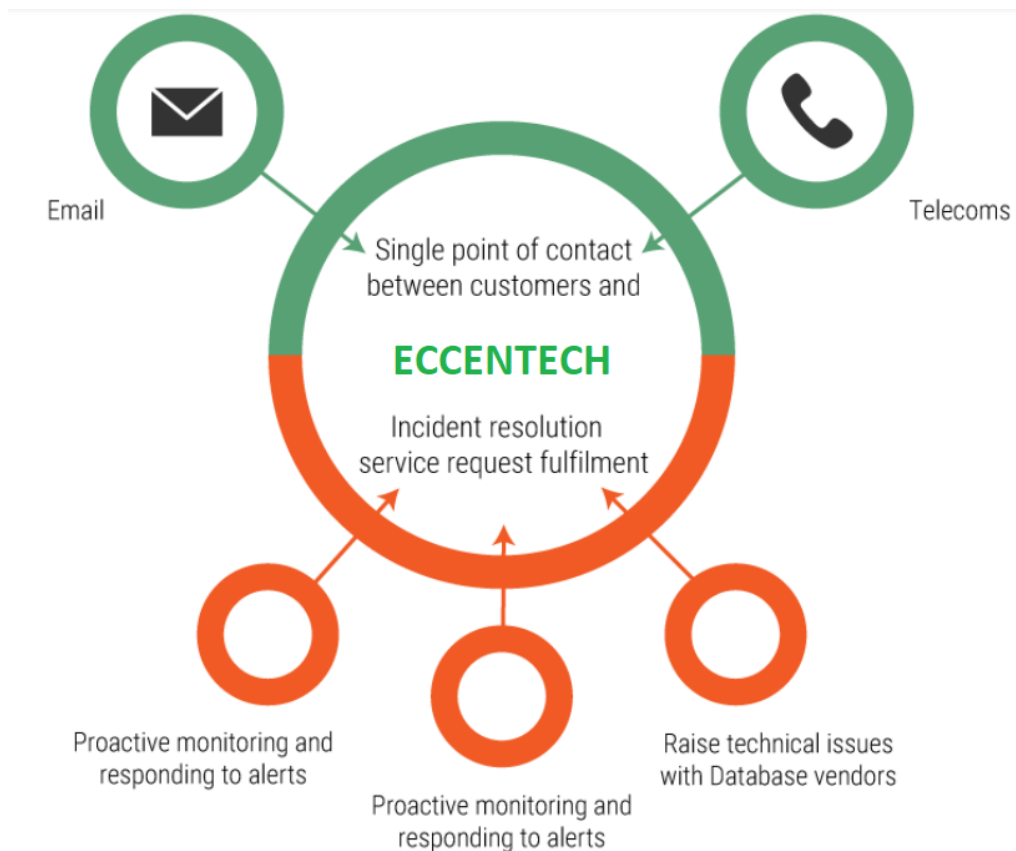 Email
Telecoms
Single point of contact
between customers and
ECCENTECH
Incident resolution
service request fulfilment
Proactive monitoring and
responding to alerts
Proactive monitoring and
responding to alerts
Raise technical issues
with Database vendors